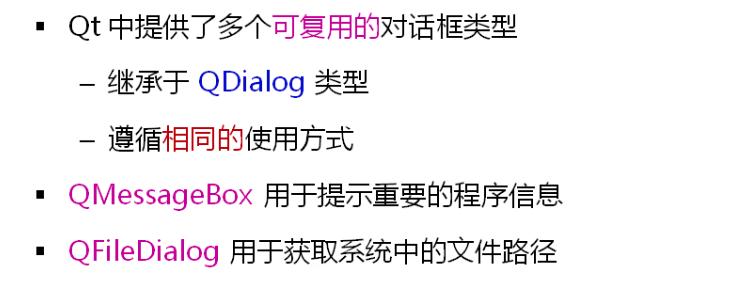 ▪ Qt 中提供了多个可复用的对话框类型
– 继承于 QDialog 类型
– 遵循相同的使用方式
▪ QMessageBox 用于提示重要的程序信息
▪ QFileDialog 用于获取系统中的文件路径